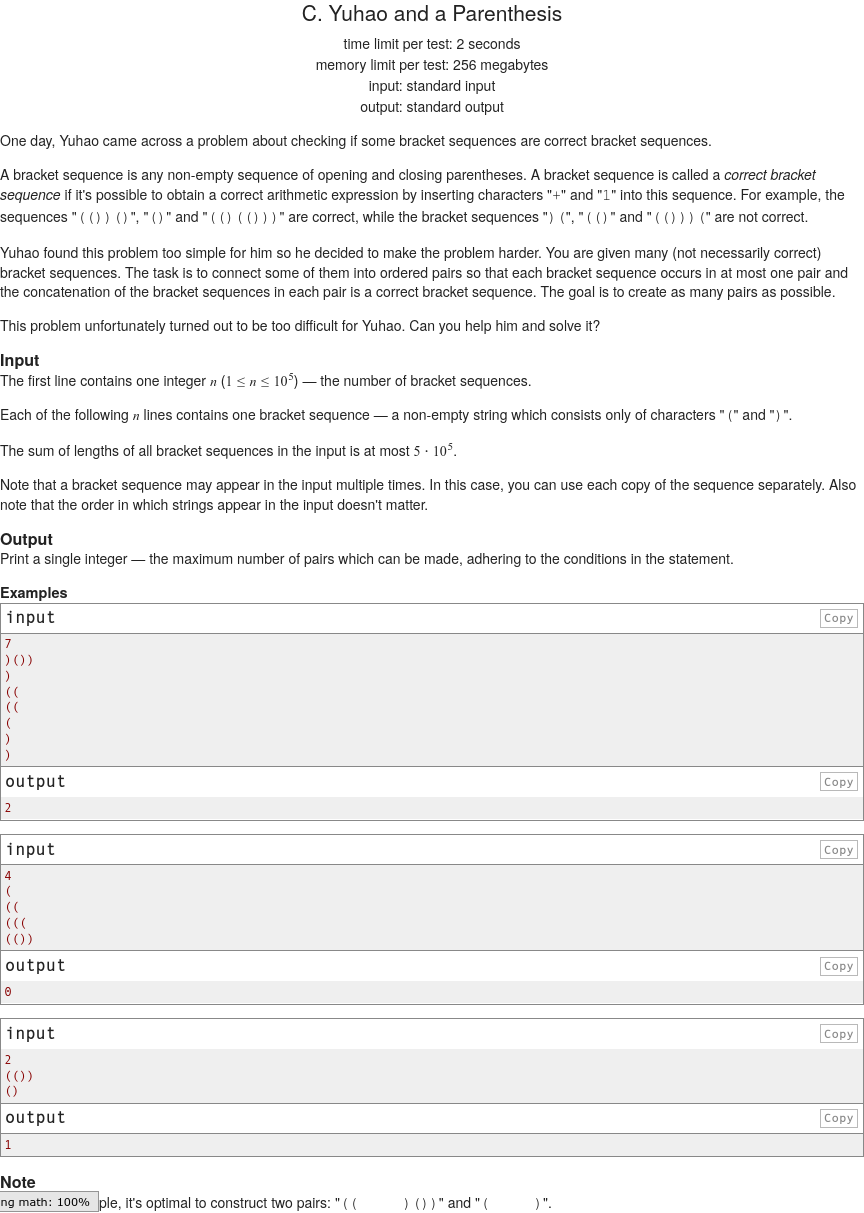 C. Yuhao and a Parenthesis
time limit per test: 2 seconds
memory limit per test: 256 megabytes
input: standard input
output: standard output
One day, Yuhao came across a problem about checking if some bracket sequences are correct bracket sequences.
A bracket sequence is any non-empty sequence of opening and closing parentheses. A bracket sequence is called a correct bracket
sequence if it's possible to obtain a correct arithmetic expression by inserting characters "+" and "1" into this sequence. For example, the
sequences "(())()", "()" and "(()(()))" are correct, while the bracket sequences ")(", "(()" and "(()))(" are not correct.
Yuhao found this problem too simple for him so he decided to make the problem harder. You are given many (not necessarily correct)
bracket sequences. The task is to connect some of them into ordered pairs so that each bracket sequence occurs in at most one pair and
the concatenation of the bracket sequences in each pair is a correct bracket sequence. The goal is to create as many pairs as possible.
This problem unfortunately turned out to be too difficult for Yuhao. Can you help him and solve it?
Input
The first line contains one integer n (1 ≤ n ≤ 10^5) — the number of bracket sequences.
Each of the following n lines contains one bracket sequence — a non-empty string which consists only of characters "(" and ")".
The sum of lengths of all bracket sequences in the input is at most 5 · 10^5.
Note that a bracket sequence may appear in the input multiple times. In this case, you can use each copy of the sequence separately. Also
note that the order in which strings appear in the input doesn't matter.
Output
Print a single integer — the maximum number of pairs which can be made, adhering to the conditions in the statement.
Examples
input Copy
7
)())
)
((
((
(
)
)
output Copy
2
input Copy
4
(
((
(((
(())
output Copy
0
input Copy
2
(())
()
output Copy
1
Note
ng math: 100% ple, it's optimal to construct two pairs: "((     )())" and "(     )".